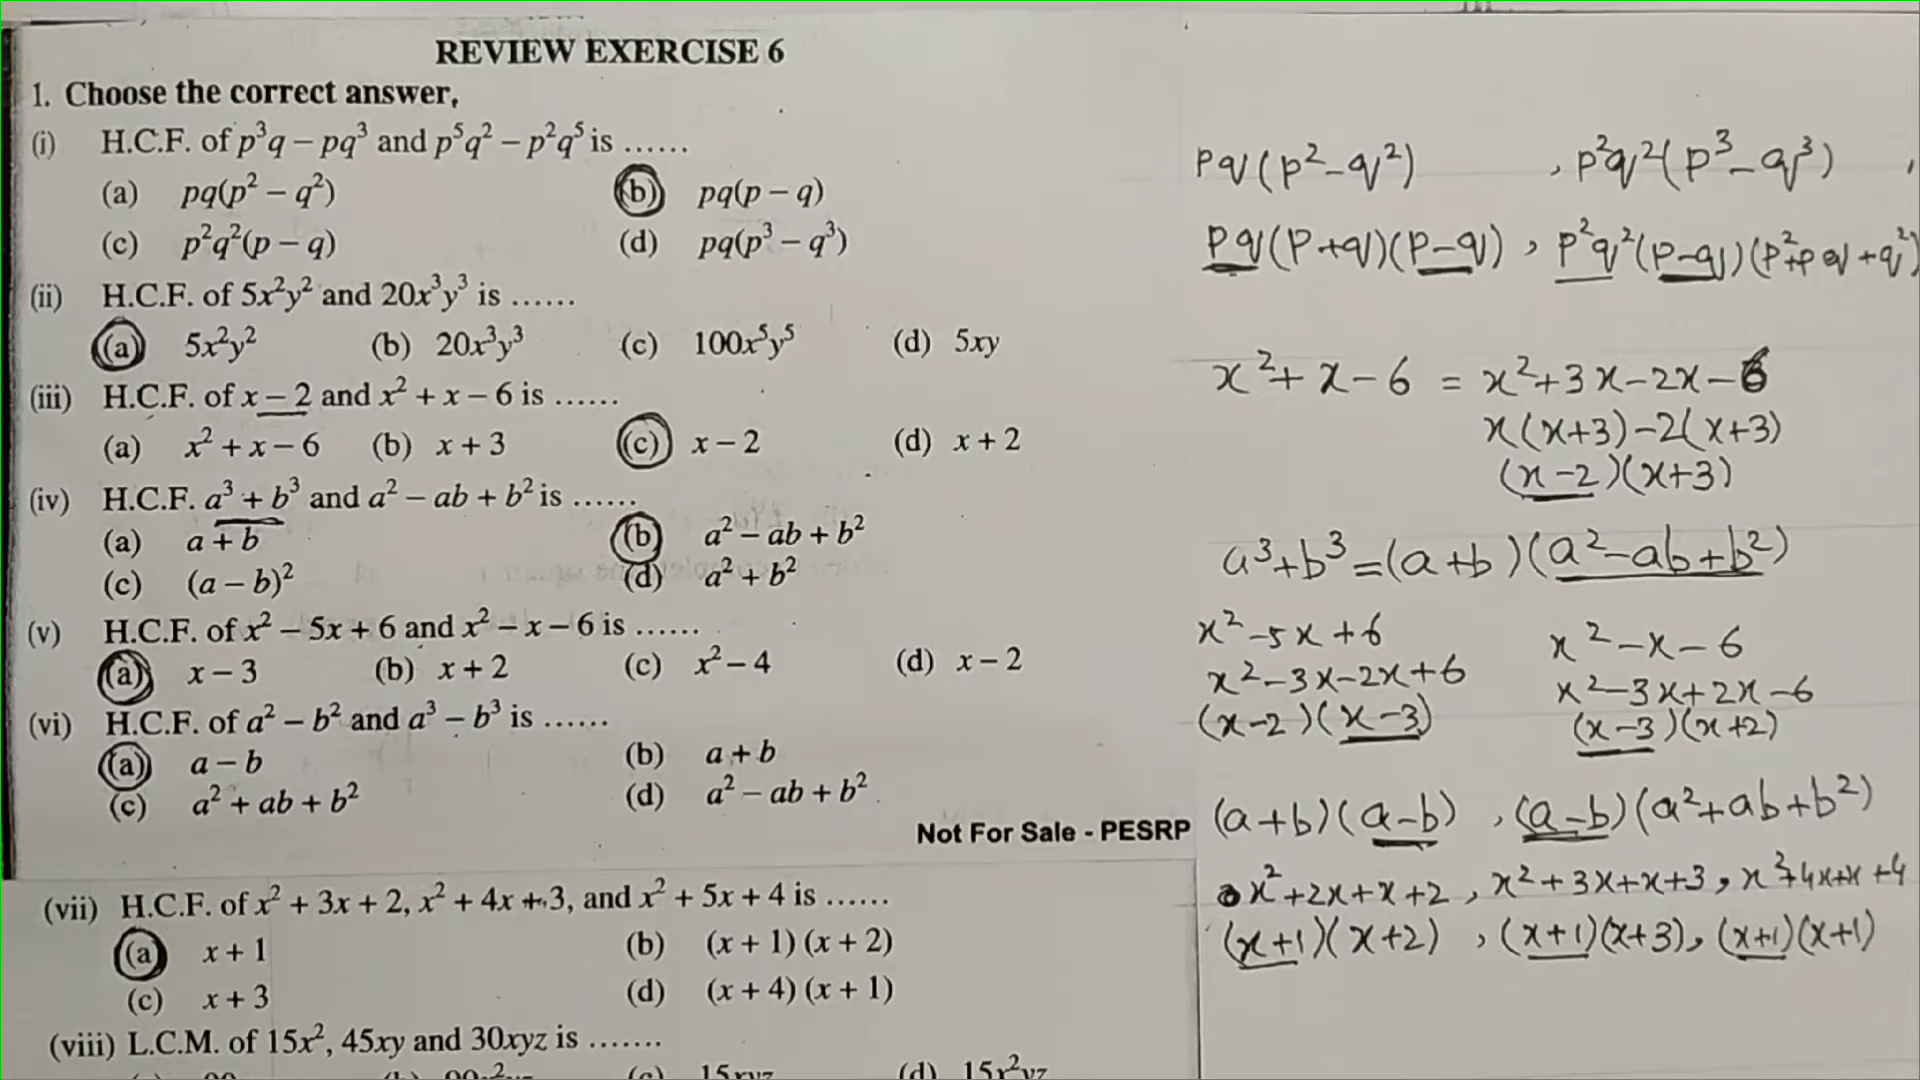 REVIEW EXERCISE 6
1. Choose the correct answer,
(i) H.C.F. of p³q – pq³ and p⁵q² – p²q⁵ is ......
(a) pq(p² – q²) (b) pq(p – q)
(c) p²q²(p – q) (d) pq(p³ – q³)
(ii) H.C.F. of 5x²y² and 20x³y³ is ......
(a) 5x²y² (b) 20x³y³ (c) 100x⁵y⁵ (d) 5xy
(iii) H.C.F. of x – 2 and x² + x – 6 is ......
(a) x² + x – 6 (b) x + 3 (c) x – 2 (d) x + 2
(iv) H.C.F. a³ + b³ and a² – ab + b² is ......
(a) a + b (b) a² – ab + b²
(c) (a – b)² (d) a² + b²
(v) H.C.F. of x² – 5x + 6 and x² – x – 6 is ......
(a) x – 3 (b) x + 2 (c) x² – 4 (d) x – 2
(vi) H.C.F. of a² – b² and a³ – b³ is ......
(a) a – b (b) a + b
(c) a² + ab + b² (d) a² – ab + b²
Not For Sale - PESRP
(vii) H.C.F. of x² + 3x + 2, x² + 4x + 3, and x² + 5x + 4 is ......
(a) x + 1 (b) (x + 1) (x + 2)
(c) x + 3 (d) (x + 4) (x + 1)
(viii) L.C.M. of 15x², 45xy and 30xyz is .......
(c) 15xyz (d) 15x²yz
pq(p²-q²) , p²q²(p³-q³) ,
pq(p+q)(p-q) , p²q²(p-q)(p²+pq+q²)
x²+x-6 = x²+3x-2x-6
x(x+3)-2(x+3)
(x-2)(x+3)
a³+b³=(a+b)(a²-ab+b²)
x²-5x+6 x²-x-6
x²-3x-2x+6 x²-3x+2x-6
(x-2)(x-3) (x-3)(x+2)
(a+b)(a-b) , (a-b)(a²+ab+b²)
x²+2x+x+2 , x²+3x+x+3 , x²+4x+x+4
(x+1)(x+2) , (x+1)(x+3), (x+1)(x+1)